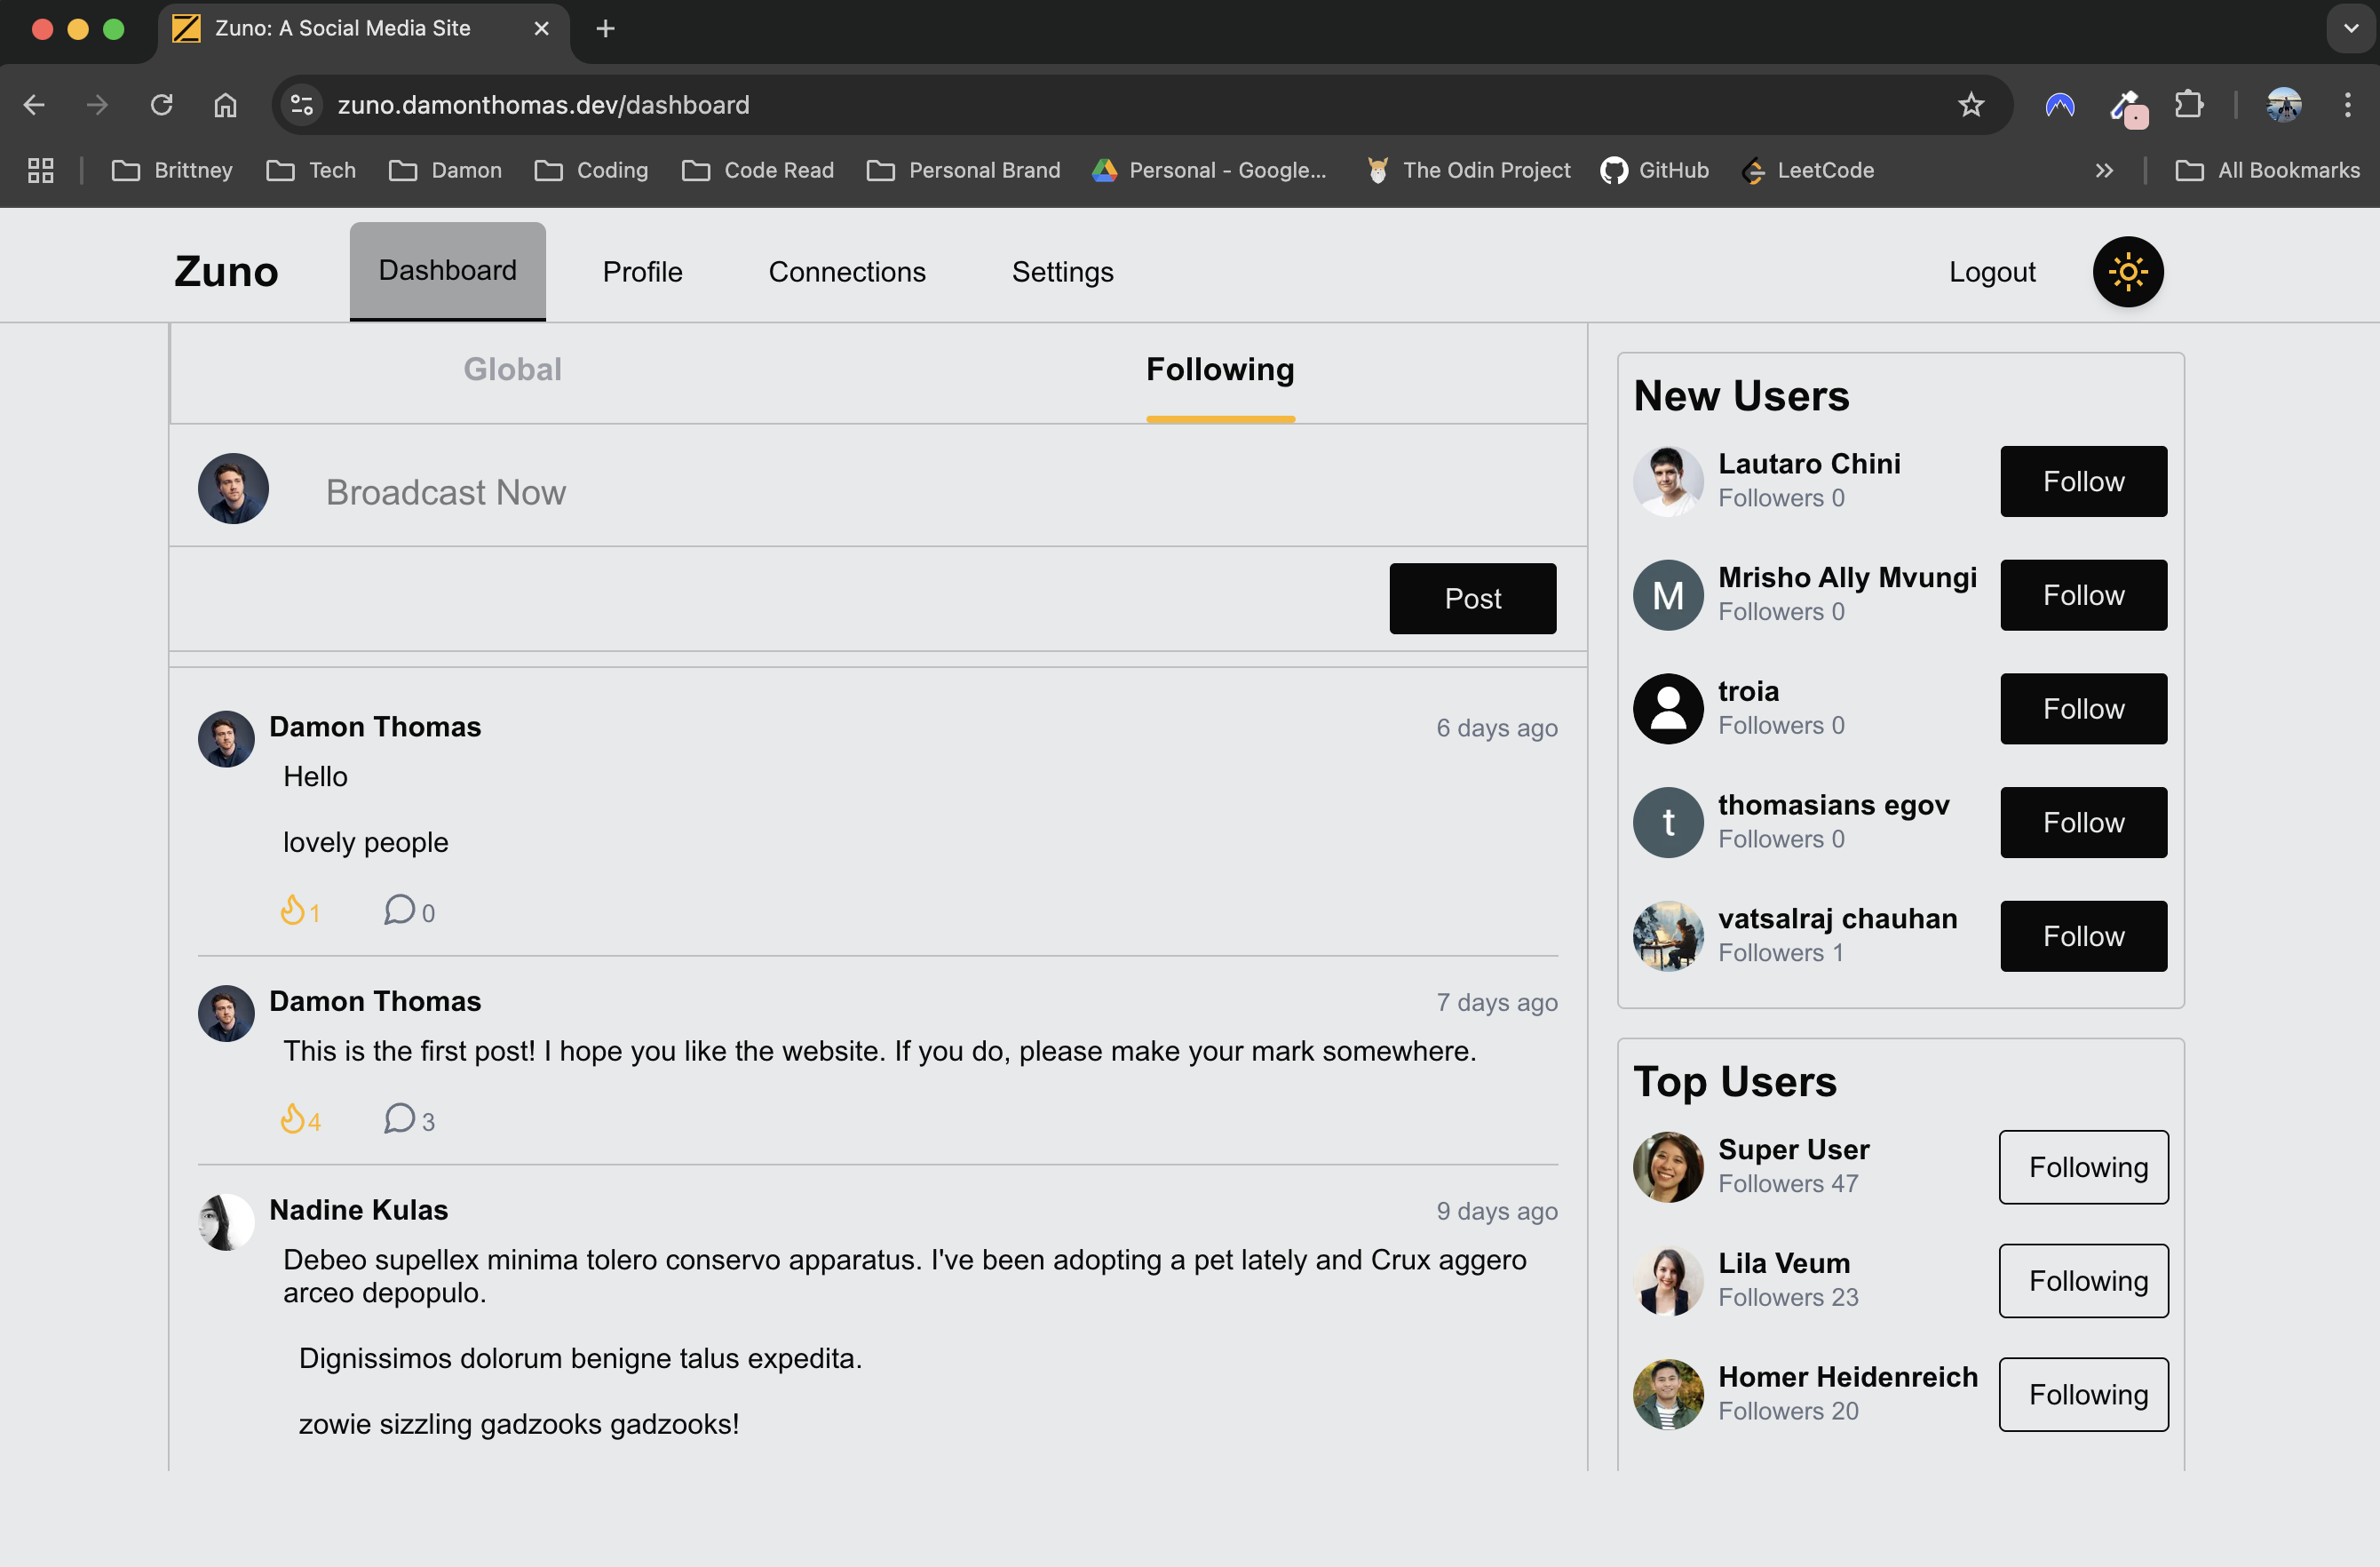 Zuno: A Social Media Site
zuno.damonthomas.dev/dashboard
Brittney Tech Damon Coding Code Read Personal Brand Personal - Google... The Odin Project GitHub LeetCode All Bookmarks
Zuno Dashboard Profile Connections Settings Logout
Global Following
Broadcast Now
Post
Damon Thomas 6 days ago
Hello
lovely people
1 0
Damon Thomas 7 days ago
This is the first post! I hope you like the website. If you do, please make your mark somewhere.
4 3
Nadine Kulas 9 days ago
Debeo supellex minima tolero conservo apparatus. I've been adopting a pet lately and Crux aggero
arceo depopulo.
Dignissimos dolorum benigne talus expedita.
zowie sizzling gadzooks gadzooks!
New Users
Lautaro Chini
Followers 0
Follow
M
Mrisho Ally Mvungi
Followers 0
Follow
troia
Followers 0
Follow
t
thomasians egov
Followers 0
Follow
vatsalraj chauhan
Followers 1
Follow
Top Users
Super User
Followers 47
Following
Lila Veum
Followers 23
Following
Homer Heidenreich
Followers 20
Following